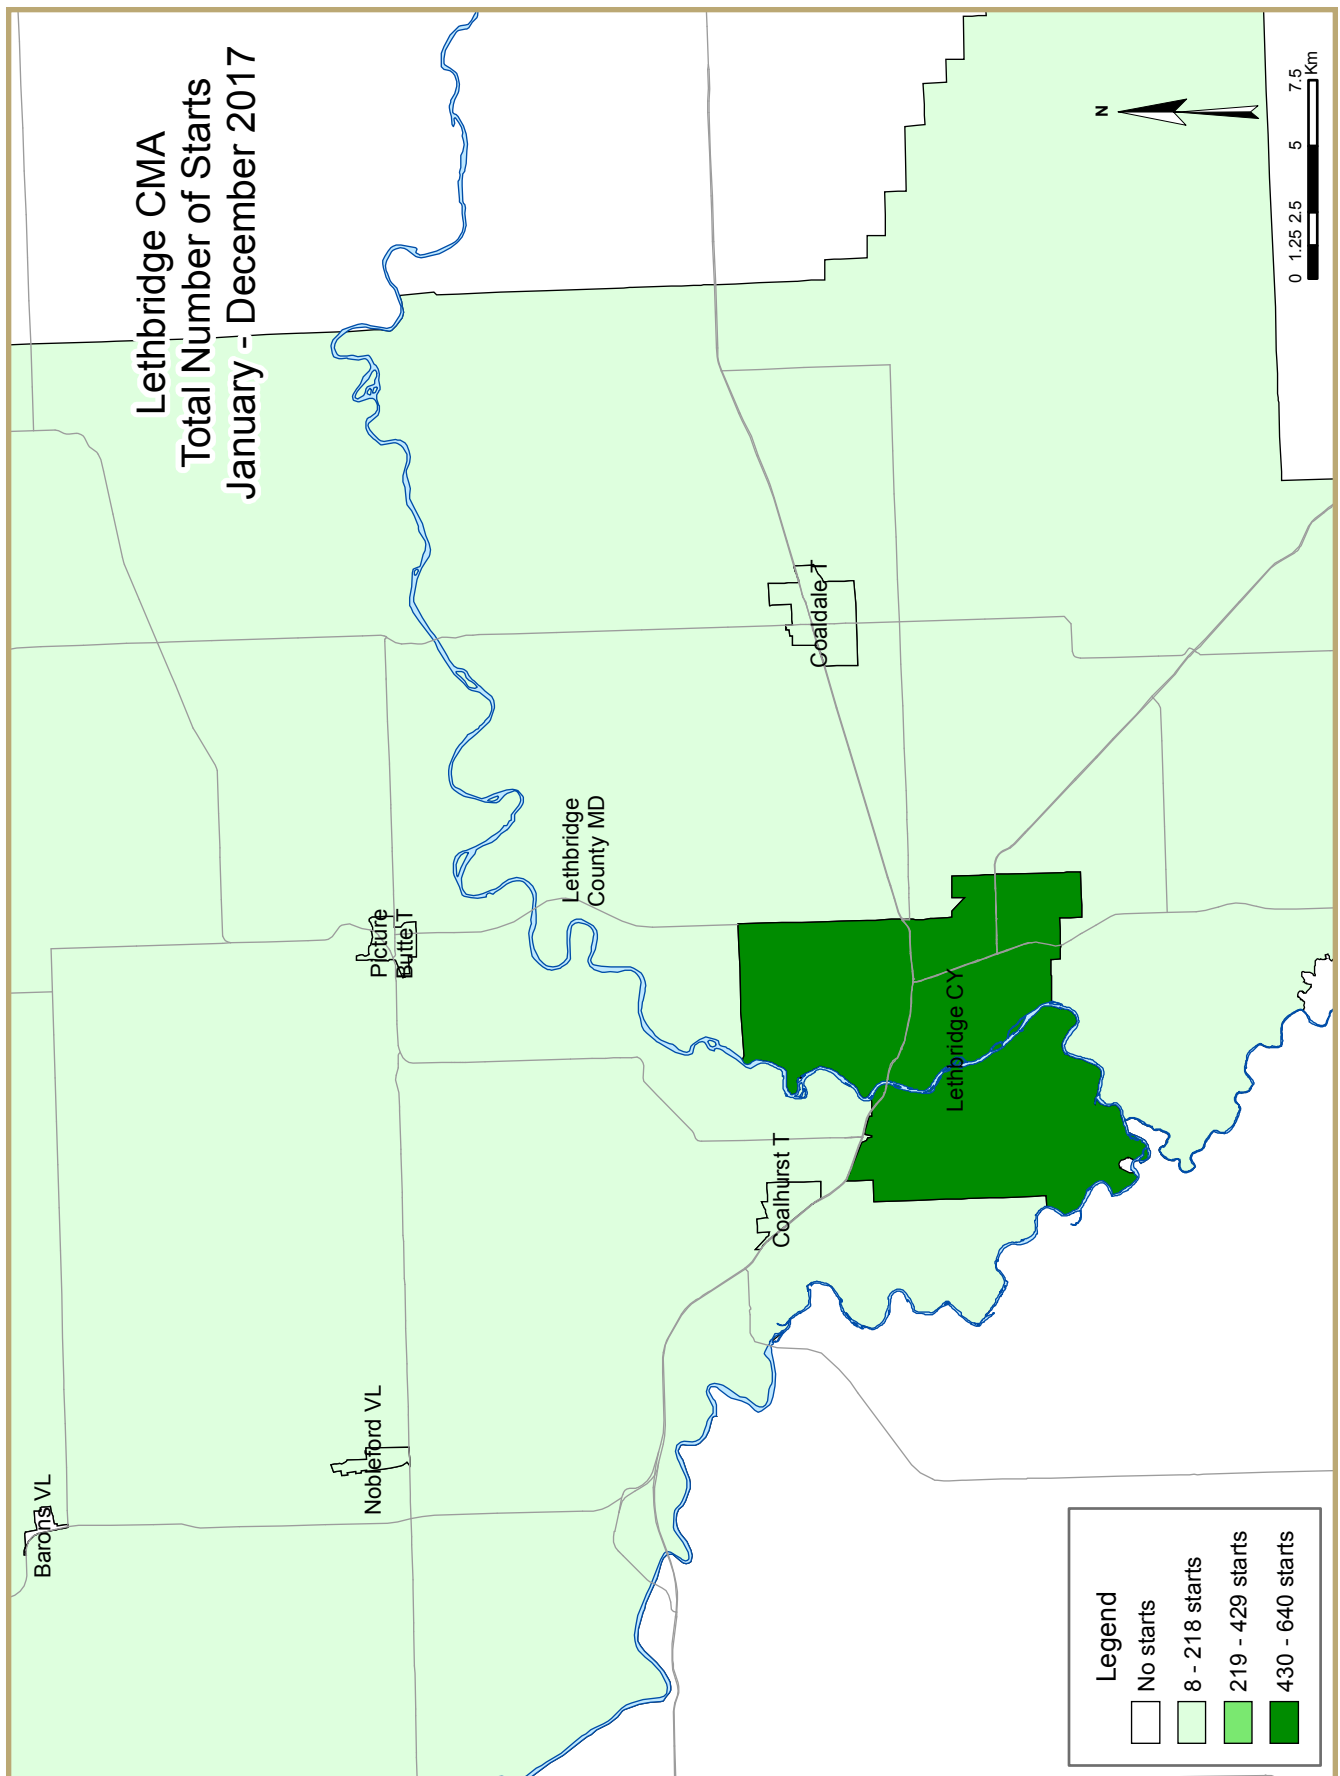 Lethbridge CMA
Total Number of Starts
January - December 2017
Barons VL
Nobleford VL
Picture
Butte T
Lethbridge
County MD
Coalhurst T
Coaldale T
Lethbridge CY
N
0 1.25 2.5 5 7.5
Km
Legend
No starts
8 - 218 starts
219 - 429 starts
430 - 640 starts